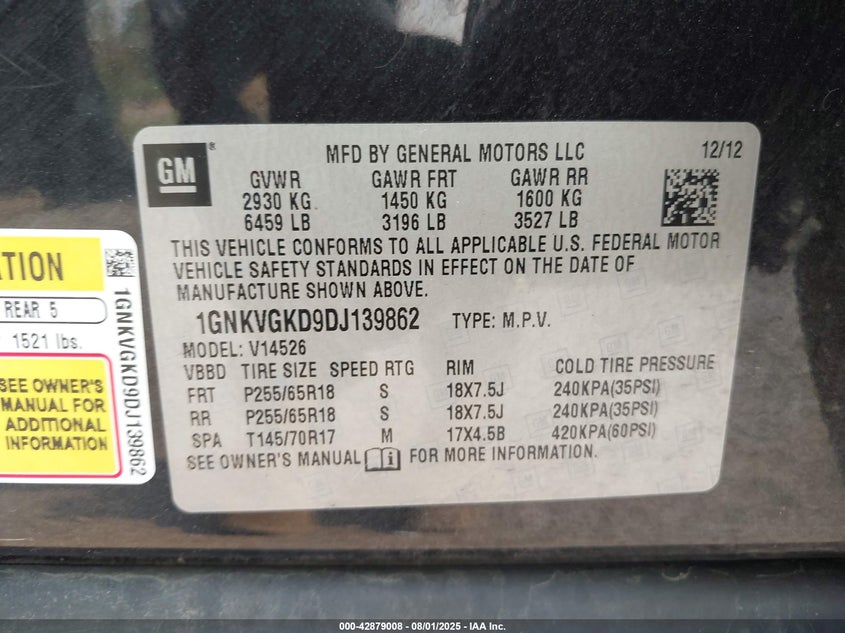 GM®
MFD BY GENERAL MOTORS LLC 12/12
GVWR GAWR FRT GAWR RR
2930 KG 1450 KG 1600 KG
6459 LB 3196 LB 3527 LB
THIS VEHICLE CONFORMS TO ALL APPLICABLE U.S. FEDERAL MOTOR
VEHICLE SAFETY STANDARDS IN EFFECT ON THE DATE OF
MANUFACTURE SHOWN ABOVE.
1GNKVGKD9DJ139862 TYPE: M.P.V.
MODEL: V14526
VBBD TIRE SIZE SPEED RTG RIM COLD TIRE PRESSURE
FRT P255/65R18 S 18X7.5J 240KPA(35PSI)
RR P255/65R18 S 18X7.5J 240KPA(35PSI)
SPA T145/70R17 M 17X4.5B 420KPA(60PSI)
SEE OWNER'S MANUAL FOR MORE INFORMATION.
REAR 5
1521 lbs.
SEE OWNER'S
MANUAL FOR
ADDITIONAL
INFORMATION
1GNKVGKD9DJ139862
000-42879008 - 08/01/2025 - IAA Inc.